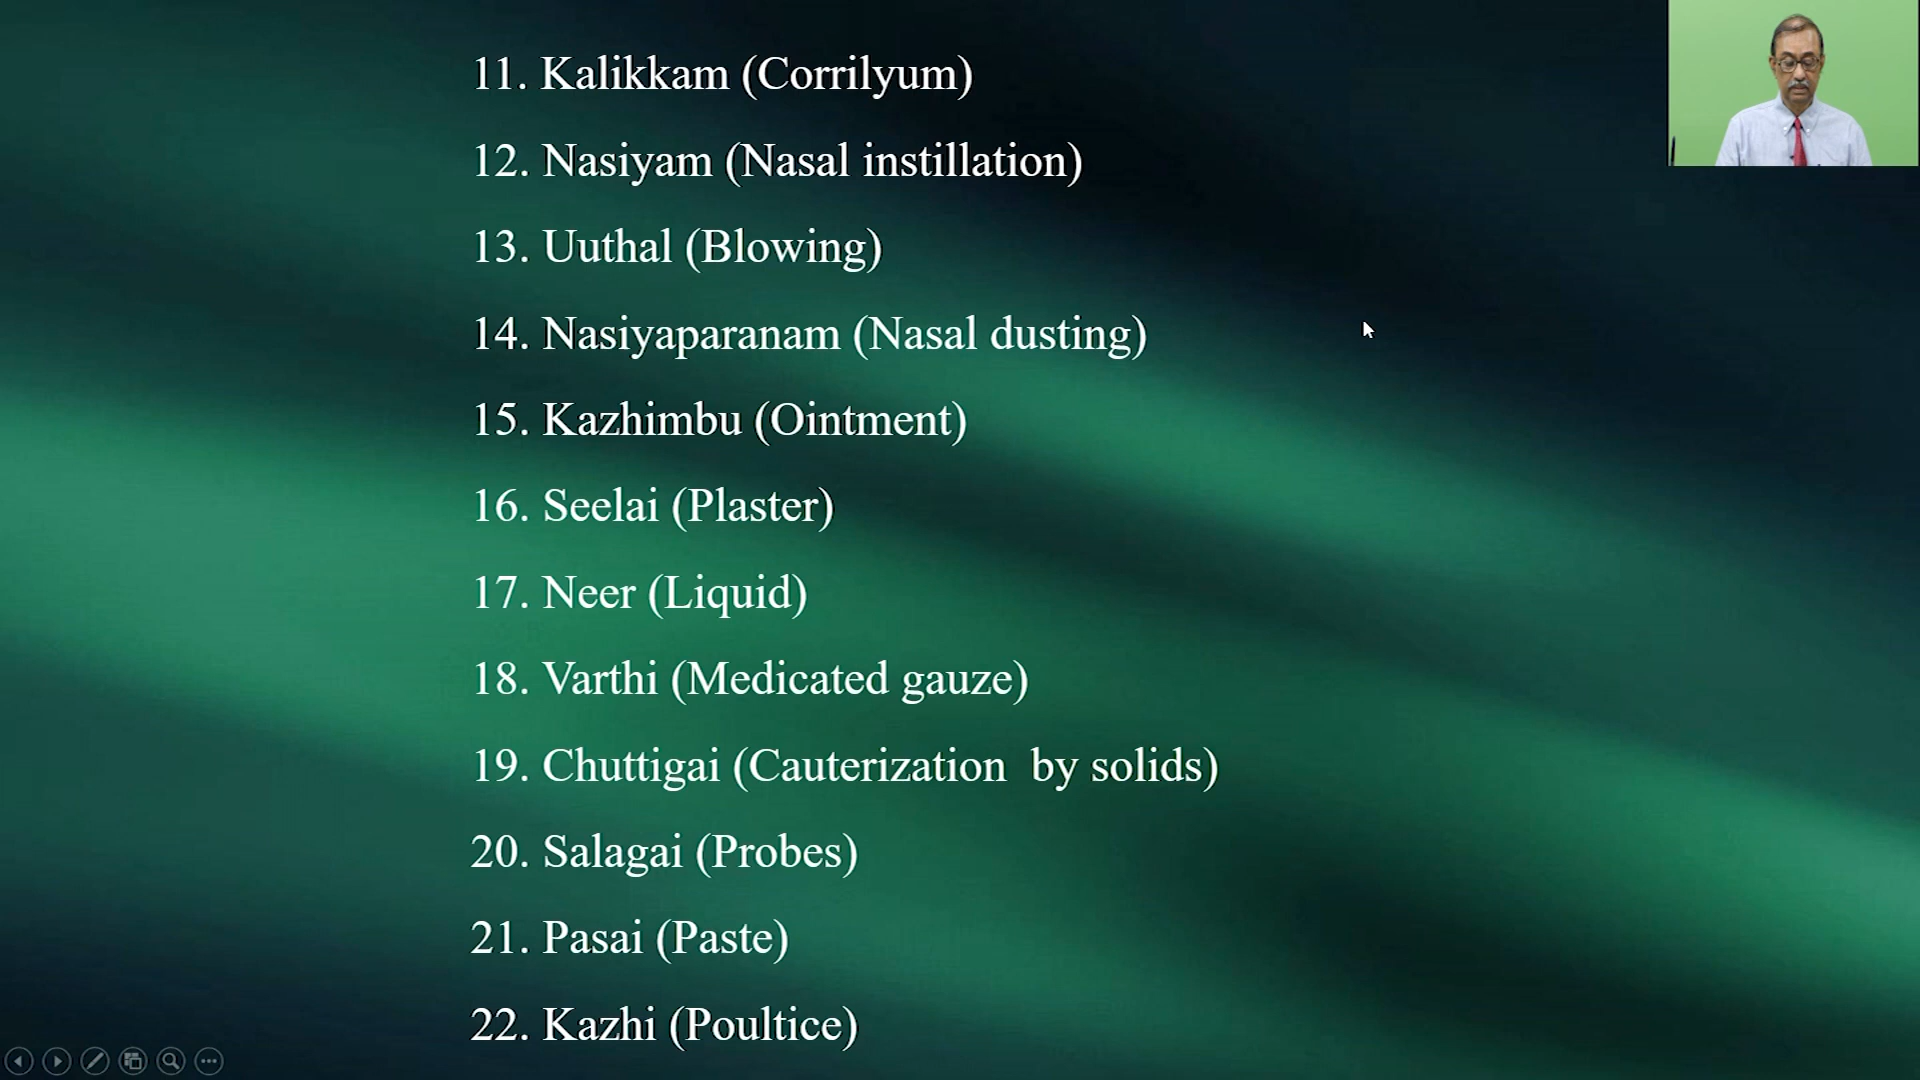 11. Kalikkam (Corrilyum)
12. Nasiyam (Nasal instillation)
13. Uuthal (Blowing)
14. Nasiyaparanam (Nasal dusting)
15. Kazhimbu (Ointment)
16. Seelai (Plaster)
17. Neer (Liquid)
18. Varthi (Medicated gauze)
19. Chuttigai (Cauterization  by solids)
20. Salagai (Probes)
21. Pasai (Paste)
22. Kazhi (Poultice)